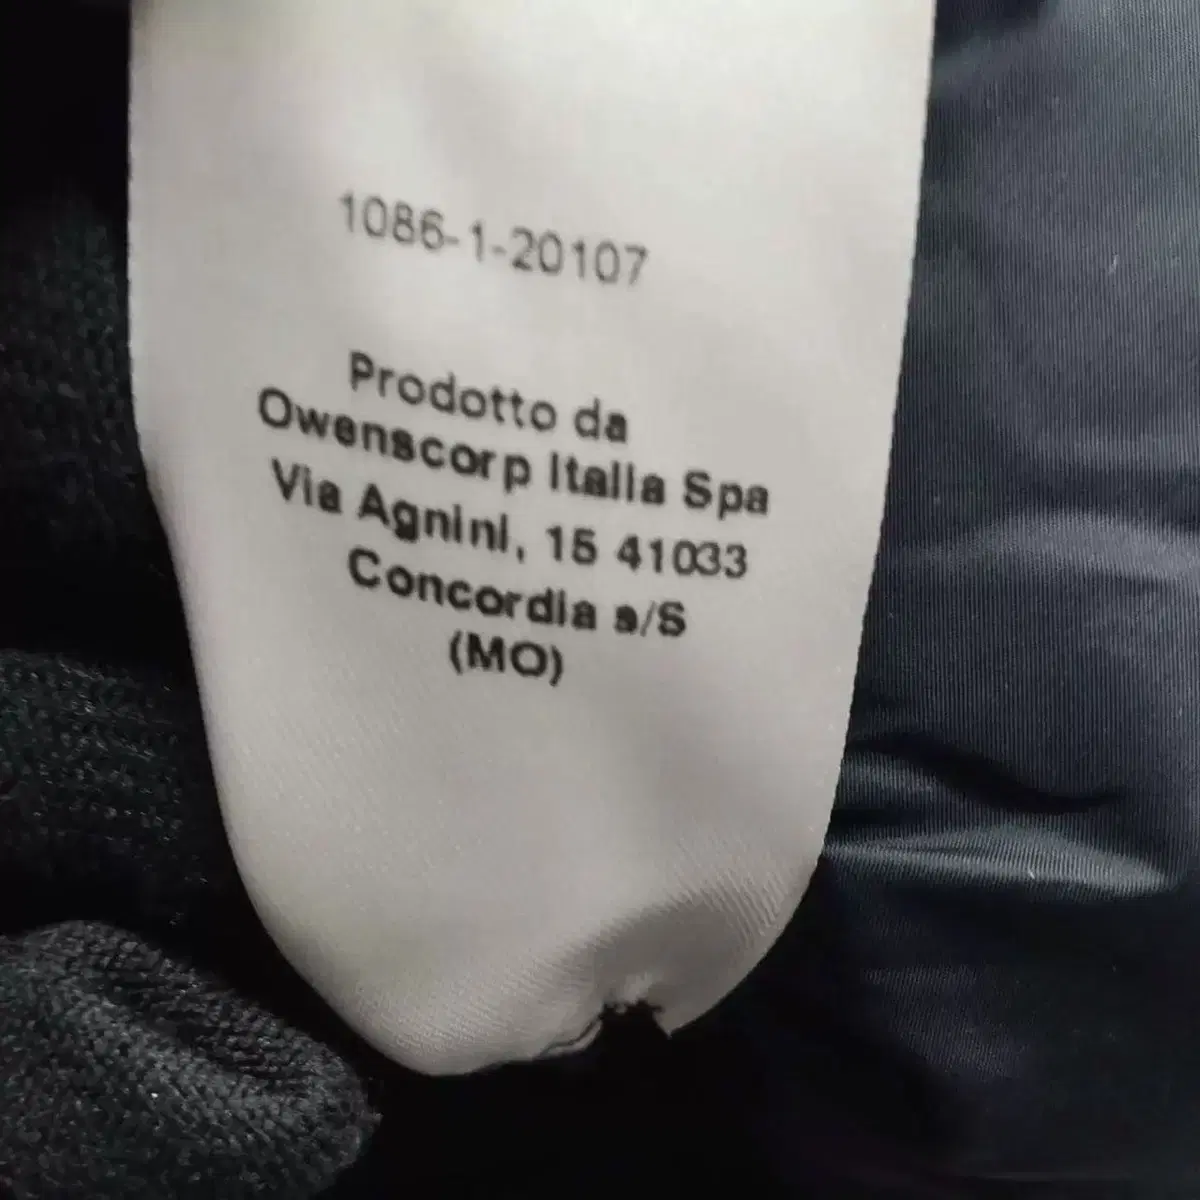 1086-1-20107
Prodotto da
Owenscorp Italia Spa
Via Agnini, 15 41033
Concordia s/S
(MO)